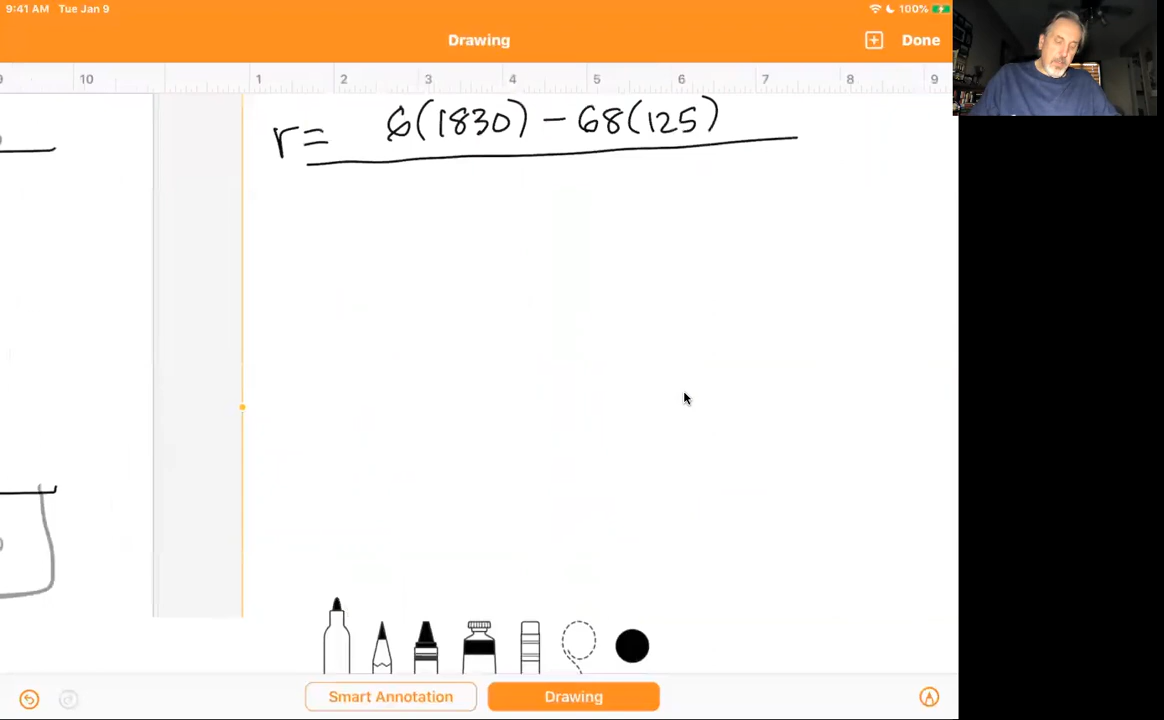 9:41 AM Tue Jan 9
100%
Drawing
Done
10 1 2 3 4 5 6 7 8 9
r= 6(1830) - 68(125)
Smart Annotation
Drawing